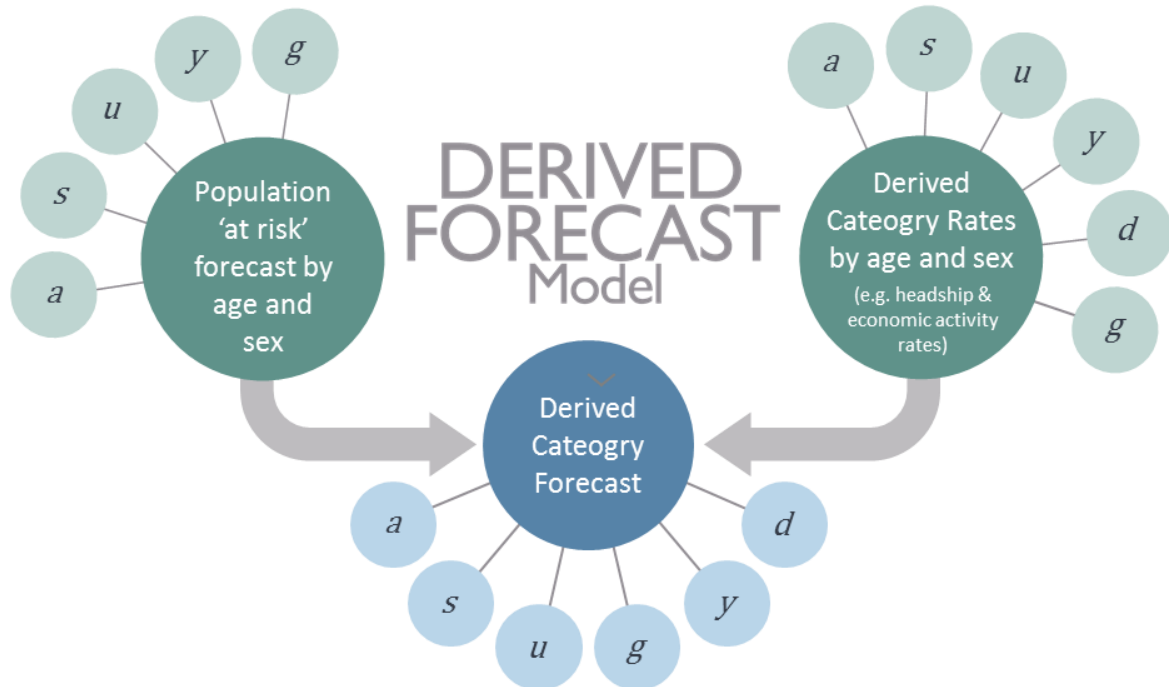 g
y
u
s
a
Population
‘at risk’
forecast by
age and
sex
DERIVED
FORECAST
Model
a
s
u
y
d
g
Derived
Cateogry Rates
by age and sex
(e.g. headship &
economic activity
rates)
Derived
Cateogry
Forecast
a
s
u
g
y
d